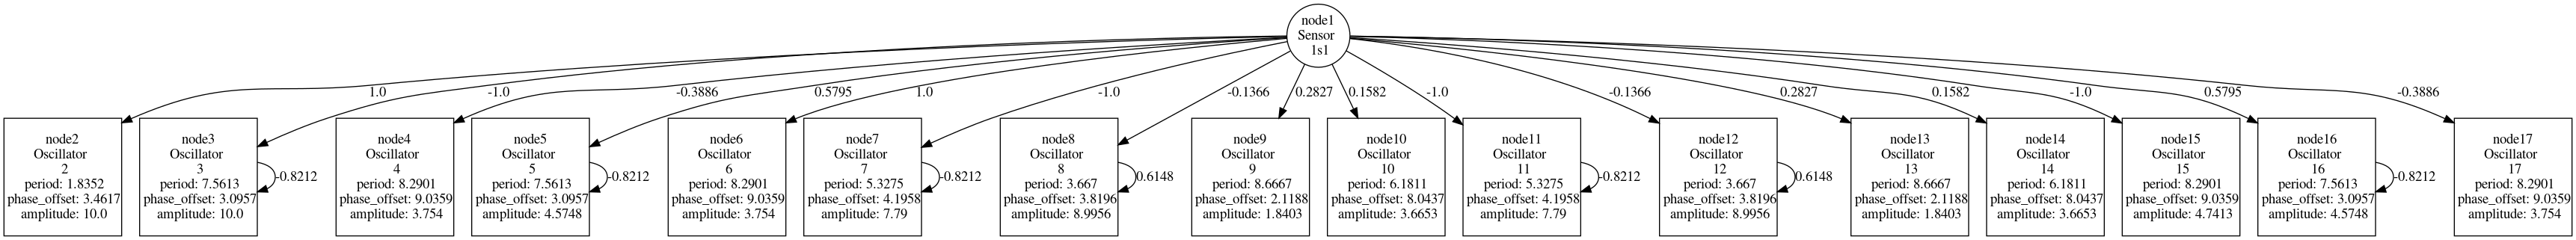 node1
Sensor
1s1
1.0
-1.0
-0.3886
0.5795
1.0
-1.0
-0.1366
0.2827
0.1582
-1.0
-0.1366
0.2827
0.1582
-1.0
0.5795
-0.3886
node2
Oscillator
2
period: 1.8352
phase_offset: 3.4617
amplitude: 10.0
node3
Oscillator
3
period: 7.5613
phase_offset: 3.0957
amplitude: 10.0
-0.8212
node4
Oscillator
4
period: 8.2901
phase_offset: 9.0359
amplitude: 3.754
node5
Oscillator
5
period: 7.5613
phase_offset: 3.0957
amplitude: 4.5748
-0.8212
node6
Oscillator
6
period: 8.2901
phase_offset: 9.0359
amplitude: 3.754
node7
Oscillator
7
period: 5.3275
phase_offset: 4.1958
amplitude: 7.79
-0.8212
node8
Oscillator
8
period: 3.667
phase_offset: 3.8196
amplitude: 8.9956
0.6148
node9
Oscillator
9
period: 8.6667
phase_offset: 2.1188
amplitude: 1.8403
node10
Oscillator
10
period: 6.1811
phase_offset: 8.0437
amplitude: 3.6653
node11
Oscillator
11
period: 5.3275
phase_offset: 4.1958
amplitude: 7.79
-0.8212
node12
Oscillator
12
period: 3.667
phase_offset: 3.8196
amplitude: 8.9956
0.6148
node13
Oscillator
13
period: 8.6667
phase_offset: 2.1188
amplitude: 1.8403
node14
Oscillator
14
period: 6.1811
phase_offset: 8.0437
amplitude: 3.6653
node15
Oscillator
15
period: 8.2901
phase_offset: 9.0359
amplitude: 4.7413
node16
Oscillator
16
period: 7.5613
phase_offset: 3.0957
amplitude: 4.5748
-0.8212
node17
Oscillator
17
period: 8.2901
phase_offset: 9.0359
amplitude: 3.754